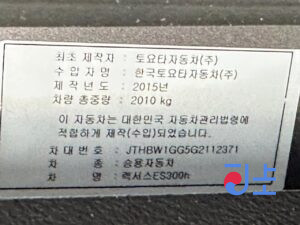 최초 제작자 : 토요타자동차(주)
수 입 자 명 : 한국토요타자동차(주)
제 작 년 도 : 2015년
차량 총중량 : 2010 kg
이 자동차는 대한민국 자동차관리법령에
적합하게 제작(수입)되었습니다.
차 대 번 호 : JTHBW1GG5G2112371
차 종 : 승용자동차
차 명 : 렉서스ES300h